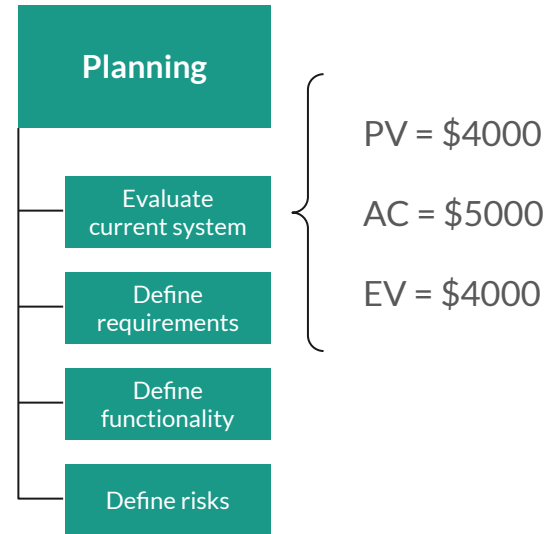 Planning
Evaluate
current system
Define
requirements
Define
functionality
Define risks
PV = $4000
AC = $5000
EV = $4000